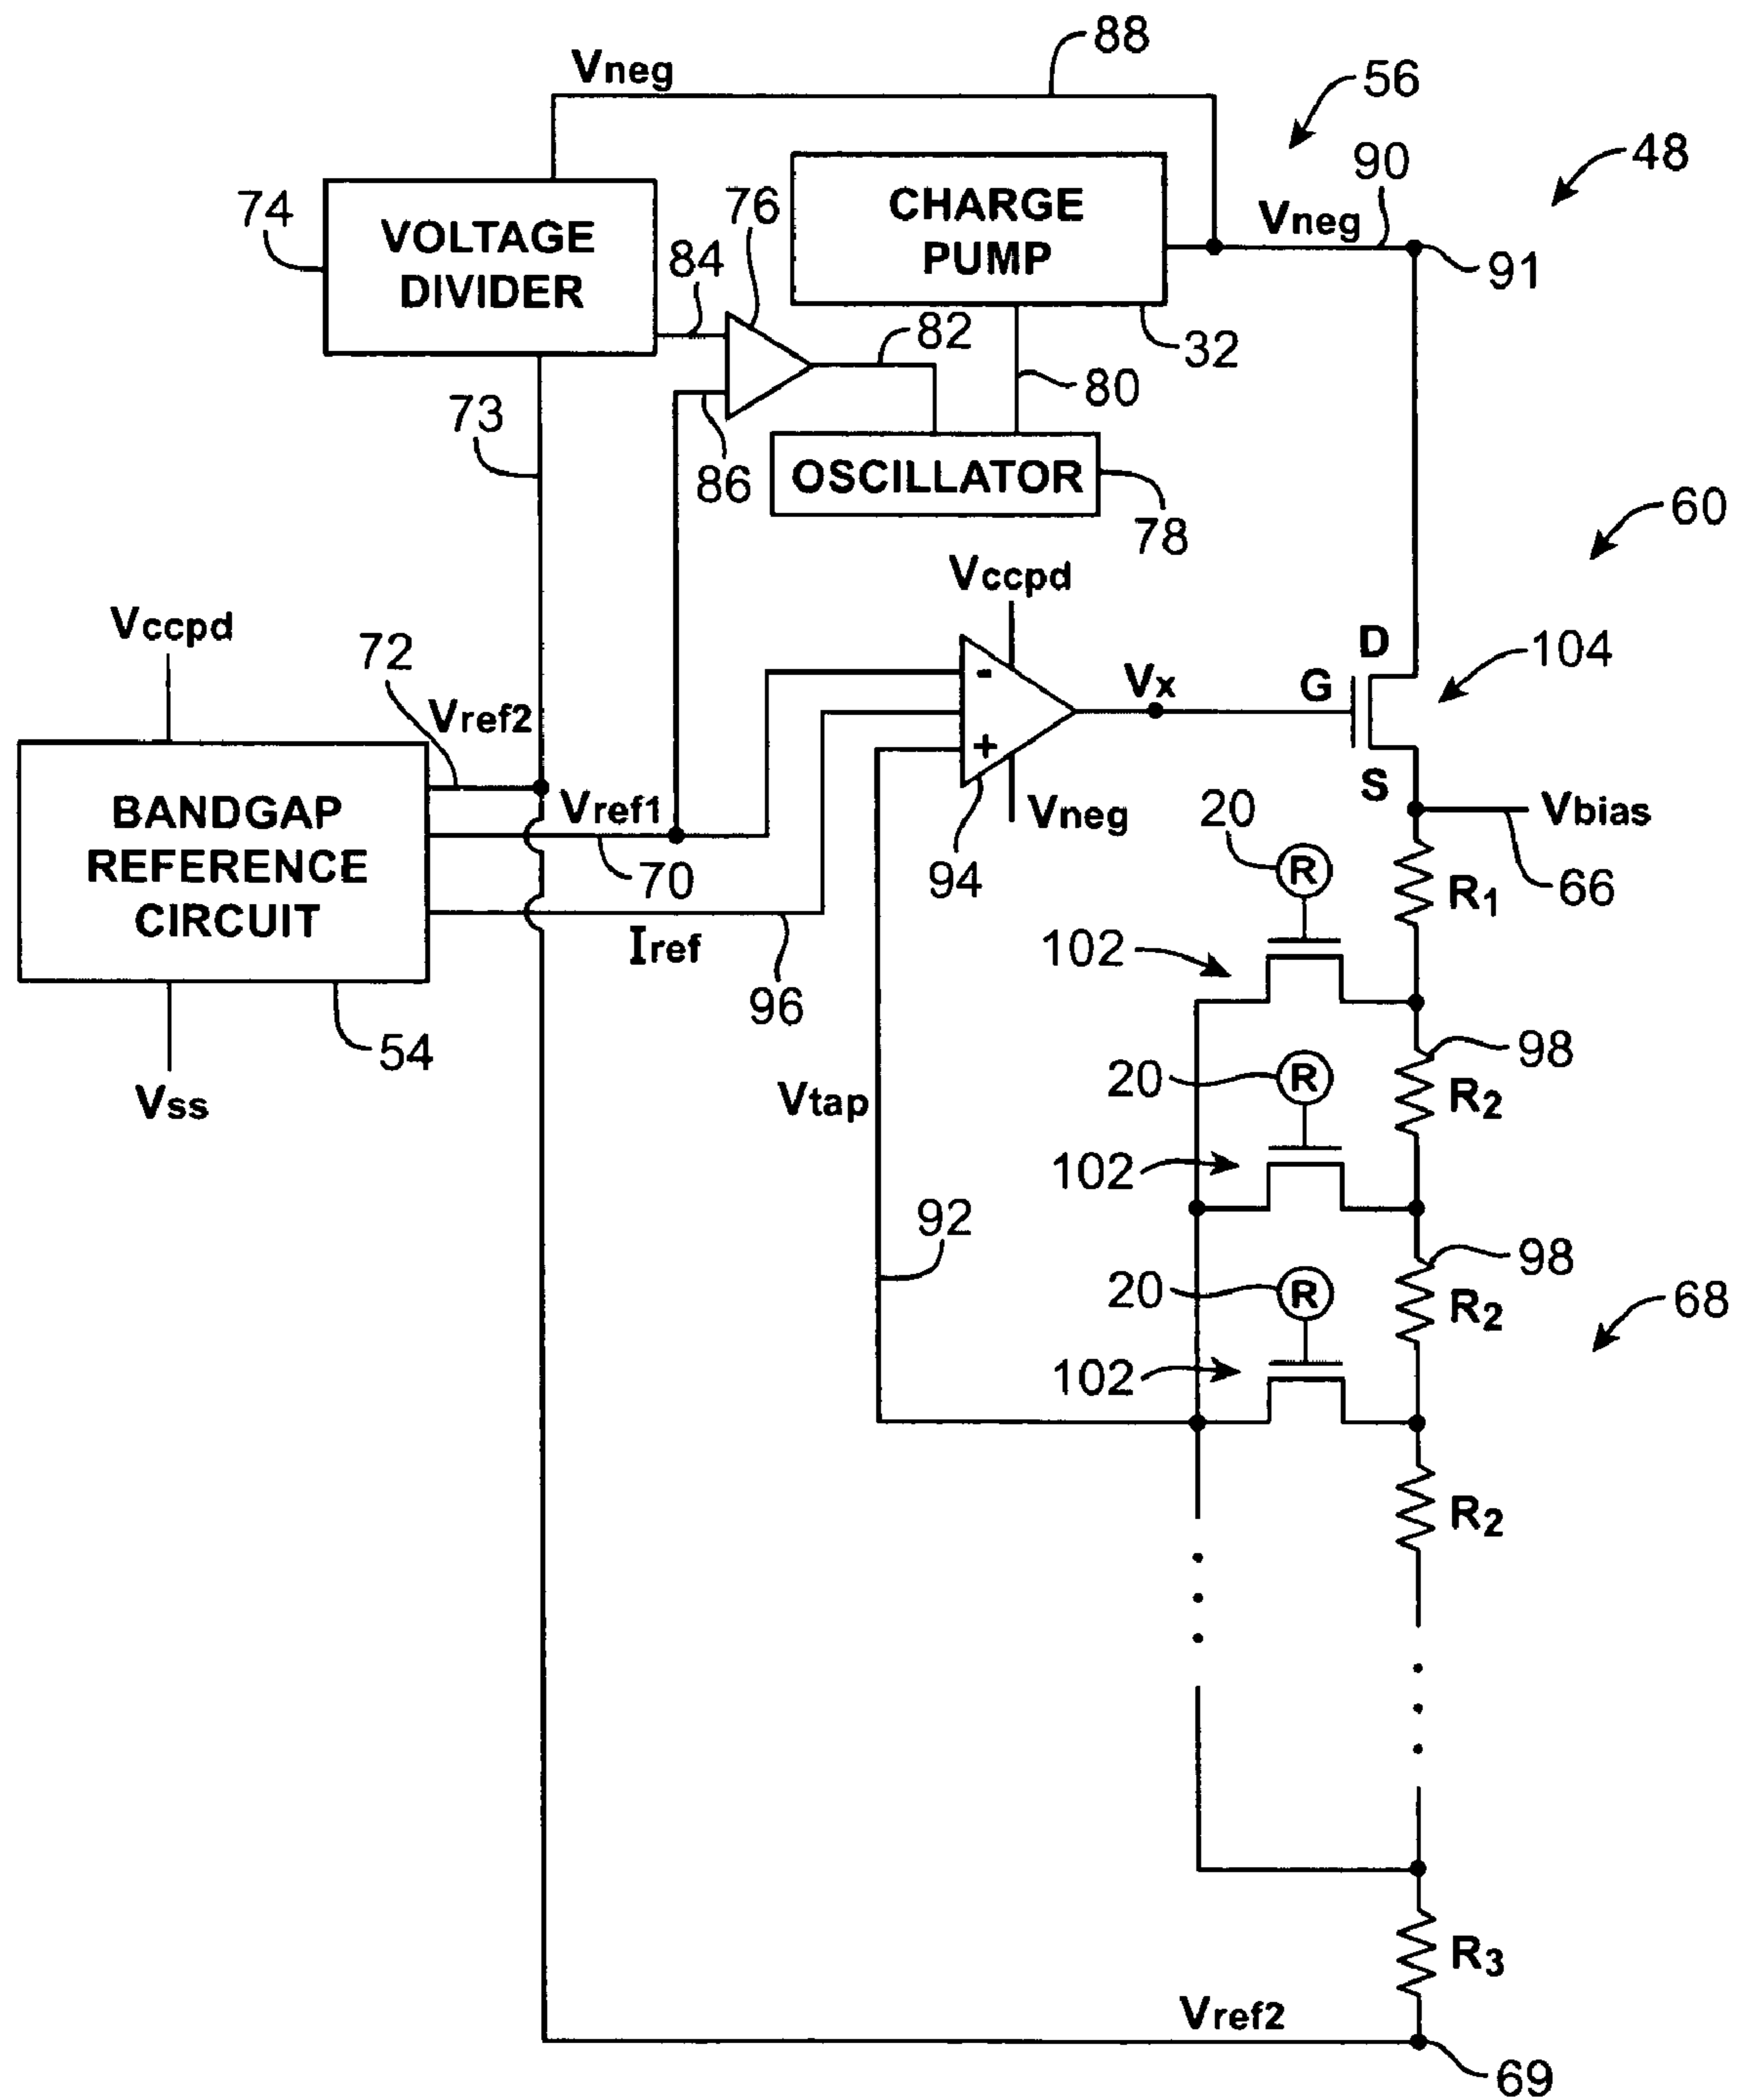 88
Vneg
56
48
90
74
VOLTAGE
DIVIDER
76
84
CHARGE
PUMP
Vneg
91
82
32
80
73
86
OSCILLATOR
78
60
Vccpd
Vccpd
72
Vref2
D
104
G
Vx
-
+
S
Vbias
BANDGAP
REFERENCE
CIRCUIT
Vref1
70
Vneg
94
20
R
R1
66
Iref
96
102
54
Vss
Vtap
20
R
98
R2
102
92
20
R
98
R2
68
102
R2
R3
Vref2
69